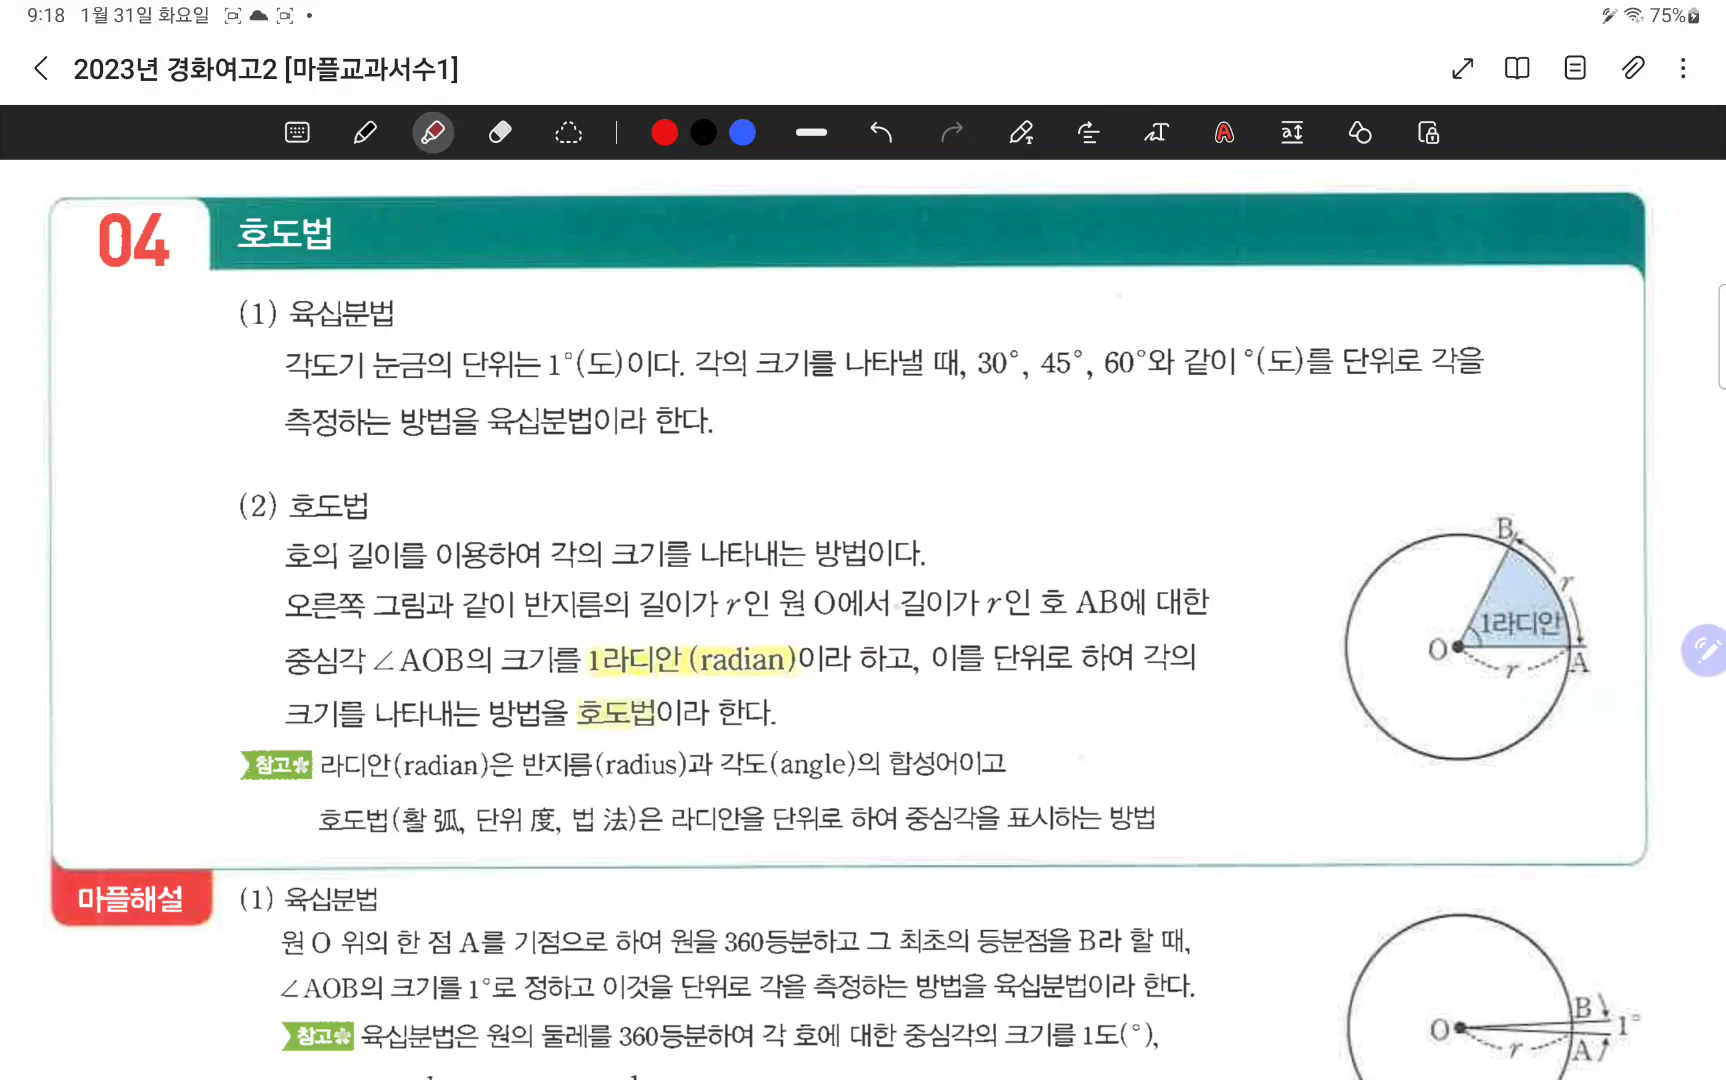 9:18 1월 31일 화요일
75%
2023년 경화여고2 [마플교과서수1]
04 호도법
(1) 육십분법
각도기 눈금의 단위는 1°(도)이다. 각의 크기를 나타낼 때, 30°, 45°, 60°와 같이 °(도)를 단위로 각을
측정하는 방법을 육십분법이라 한다.
(2) 호도법
호의 길이를 이용하여 각의 크기를 나타내는 방법이다.
오른쪽 그림과 같이 반지름의 길이가 r인 원 O에서 길이가 r인 호 AB에 대한
중심각 ∠AOB의 크기를 1라디안(radian)이라 하고, 이를 단위로 하여 각의
크기를 나타내는 방법을 호도법이라 한다.
B
r
1라디안
O
r
A
참고 라디안(radian)은 반지름(radius)과 각도(angle)의 합성어이고
호도법(활 弧, 단위 度, 법 法)은 라디안을 단위로 하여 중심각을 표시하는 방법
마플해설 (1) 육십분법
원 O 위의 한 점 A를 기점으로 하여 원을 360등분하고 그 최초의 등분점을 B라 할 때,
∠AOB의 크기를 1°로 정하고 이것을 단위로 각을 측정하는 방법을 육십분법이라 한다.
참고 육십분법은 원의 둘레를 360등분하여 각 호에 대한 중심각의 크기를 1도(°),
B
O
1°
r
A